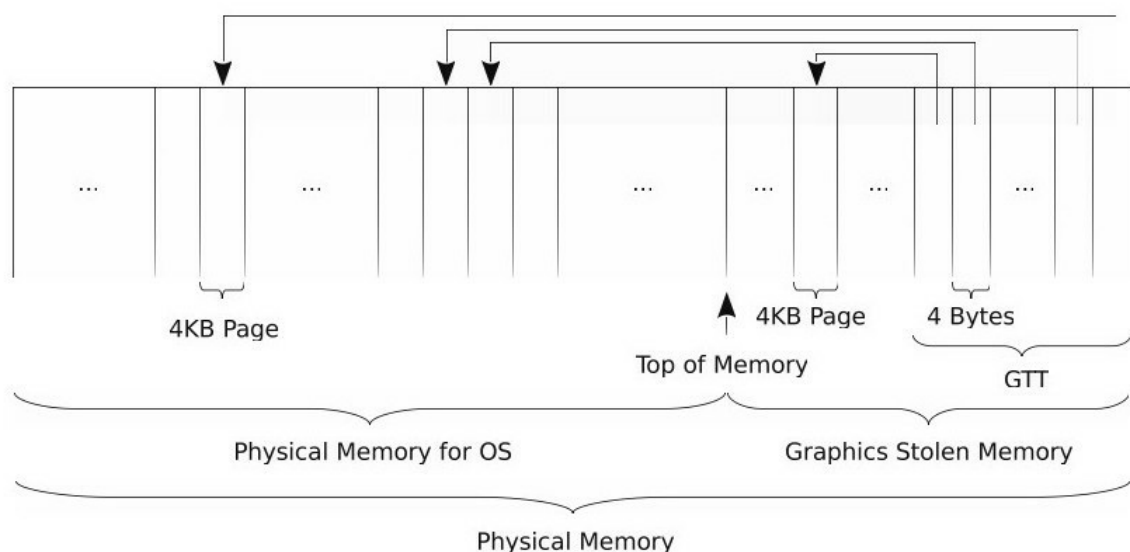 ... ... ... ... ... ...
4KB Page 4KB Page 4 Bytes
Top of Memory
GTT
Physical Memory for OS Graphics Stolen Memory
Physical Memory